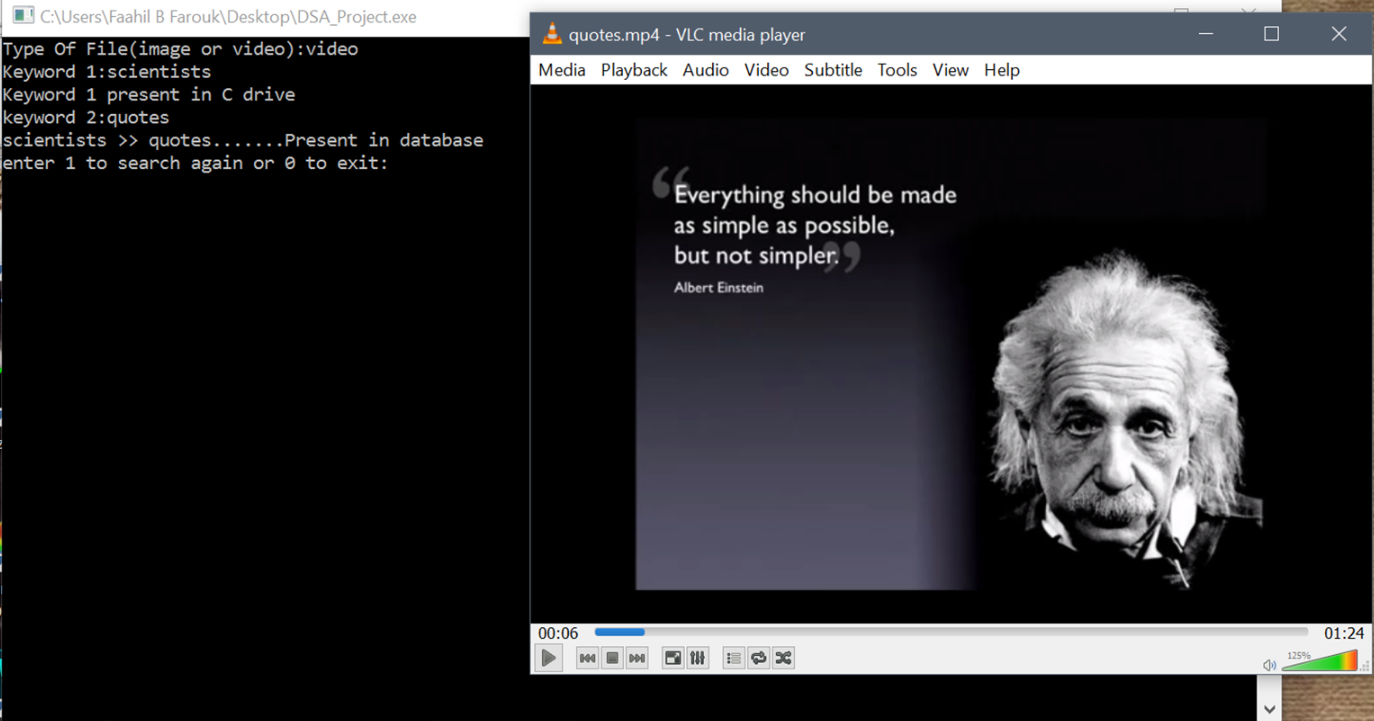 C:\Users\Faahil B Farouk\Desktop\DSA_Project.exe
Type Of File(image or video):video
Keyword 1:scientists
Keyword 1 present in C drive
keyword 2:quotes
scientists >> quotes.......Present in database
enter 1 to search again or 0 to exit:
quotes.mp4 - VLC media player
Media Playback Audio Video Subtitle Tools View Help
“Everything should be made
as simple as possible,
but not simpler.”
Albert Einstein
00:06 01:24
125%